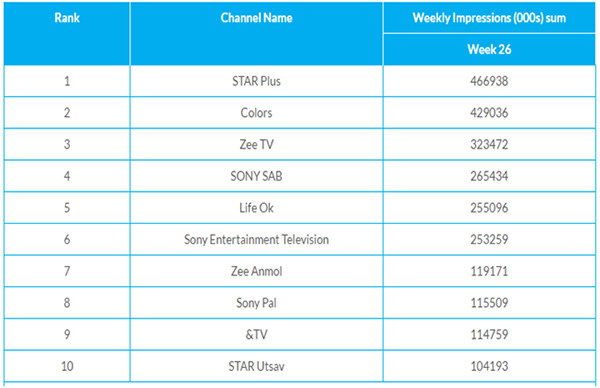 Rank Channel Name Weekly Impressions (000s) sum
Week 26
1 STAR Plus 466938
2 Colors 429036
3 Zee TV 323472
4 SONY SAB 265434
5 Life Ok 255096
6 Sony Entertainment Television 253259
7 Zee Anmol 119171
8 Sony Pal 115509
9 &TV 114759
10 STAR Utsav 104193